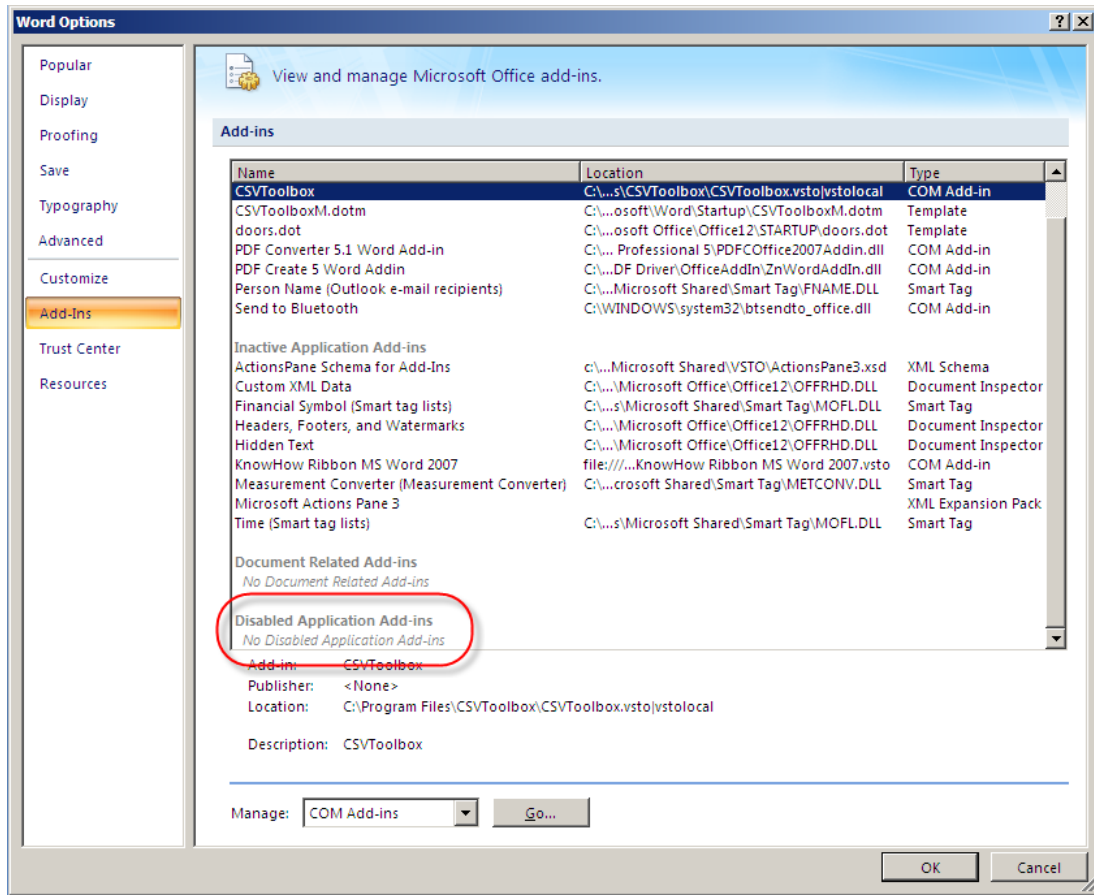 Word Options
Popular
Display
Proofing
Save
Typography
Advanced
Customize
Add-Ins
Trust Center
Resources
View and manage Microsoft Office add-ins.
Add-ins
Name Location Type
CSVToolbox C:\...s\CSVToolbox\CSVToolbox.vsto|vstolocal COM Add-in
CSVToolboxM.dotm C:\...osoft\Word\Startup\CSVToolboxM.dotm Template
doors.dot C:\...osoft Office\Office12\STARTUP\doors.dot Template
PDF Converter 5.1 Word Add-in C:\... Professional 5\PDFCOffice2007Addin.dll COM Add-in
PDF Create 5 Word Addin C:\...DF Driver\OfficeAddIn\ZnWordAddIn.dll COM Add-in
Person Name (Outlook e-mail recipients) C:\...Microsoft Shared\Smart Tag\FNAME.DLL Smart Tag
Send to Bluetooth C:\WINDOWS\system32\btsendto_office.dll COM Add-in
Inactive Application Add-ins
ActionsPane Schema for Add-Ins c:\...Microsoft Shared\VSTO\ActionsPane3.xsd XML Schema
Custom XML Data C:\...\Microsoft Office\Office12\OFFRHD.DLL Document Inspector
Financial Symbol (Smart tag lists) C:\...s\Microsoft Shared\Smart Tag\MOFL.DLL Smart Tag
Headers, Footers, and Watermarks C:\...\Microsoft Office\Office12\OFFRHD.DLL Document Inspector
Hidden Text C:\...\Microsoft Office\Office12\OFFRHD.DLL Document Inspector
KnowHow Ribbon MS Word 2007 file:///...KnowHow Ribbon MS Word 2007.vsto COM Add-in
Measurement Converter (Measurement Converter) C:\...crosoft Shared\Smart Tag\METCONV.DLL Smart Tag
Microsoft Actions Pane 3 XML Expansion Pack
Time (Smart tag lists) C:\...s\Microsoft Shared\Smart Tag\MOFL.DLL Smart Tag
Document Related Add-ins
No Document Related Add-ins
Disabled Application Add-ins
No Disabled Application Add-ins
Add-in: CSVToolbox
Publisher: <None>
Location: C:\Program Files\CSVToolbox\CSVToolbox.vsto|vstolocal
Description: CSVToolbox
Manage: COM Add-ins Go...
OK Cancel